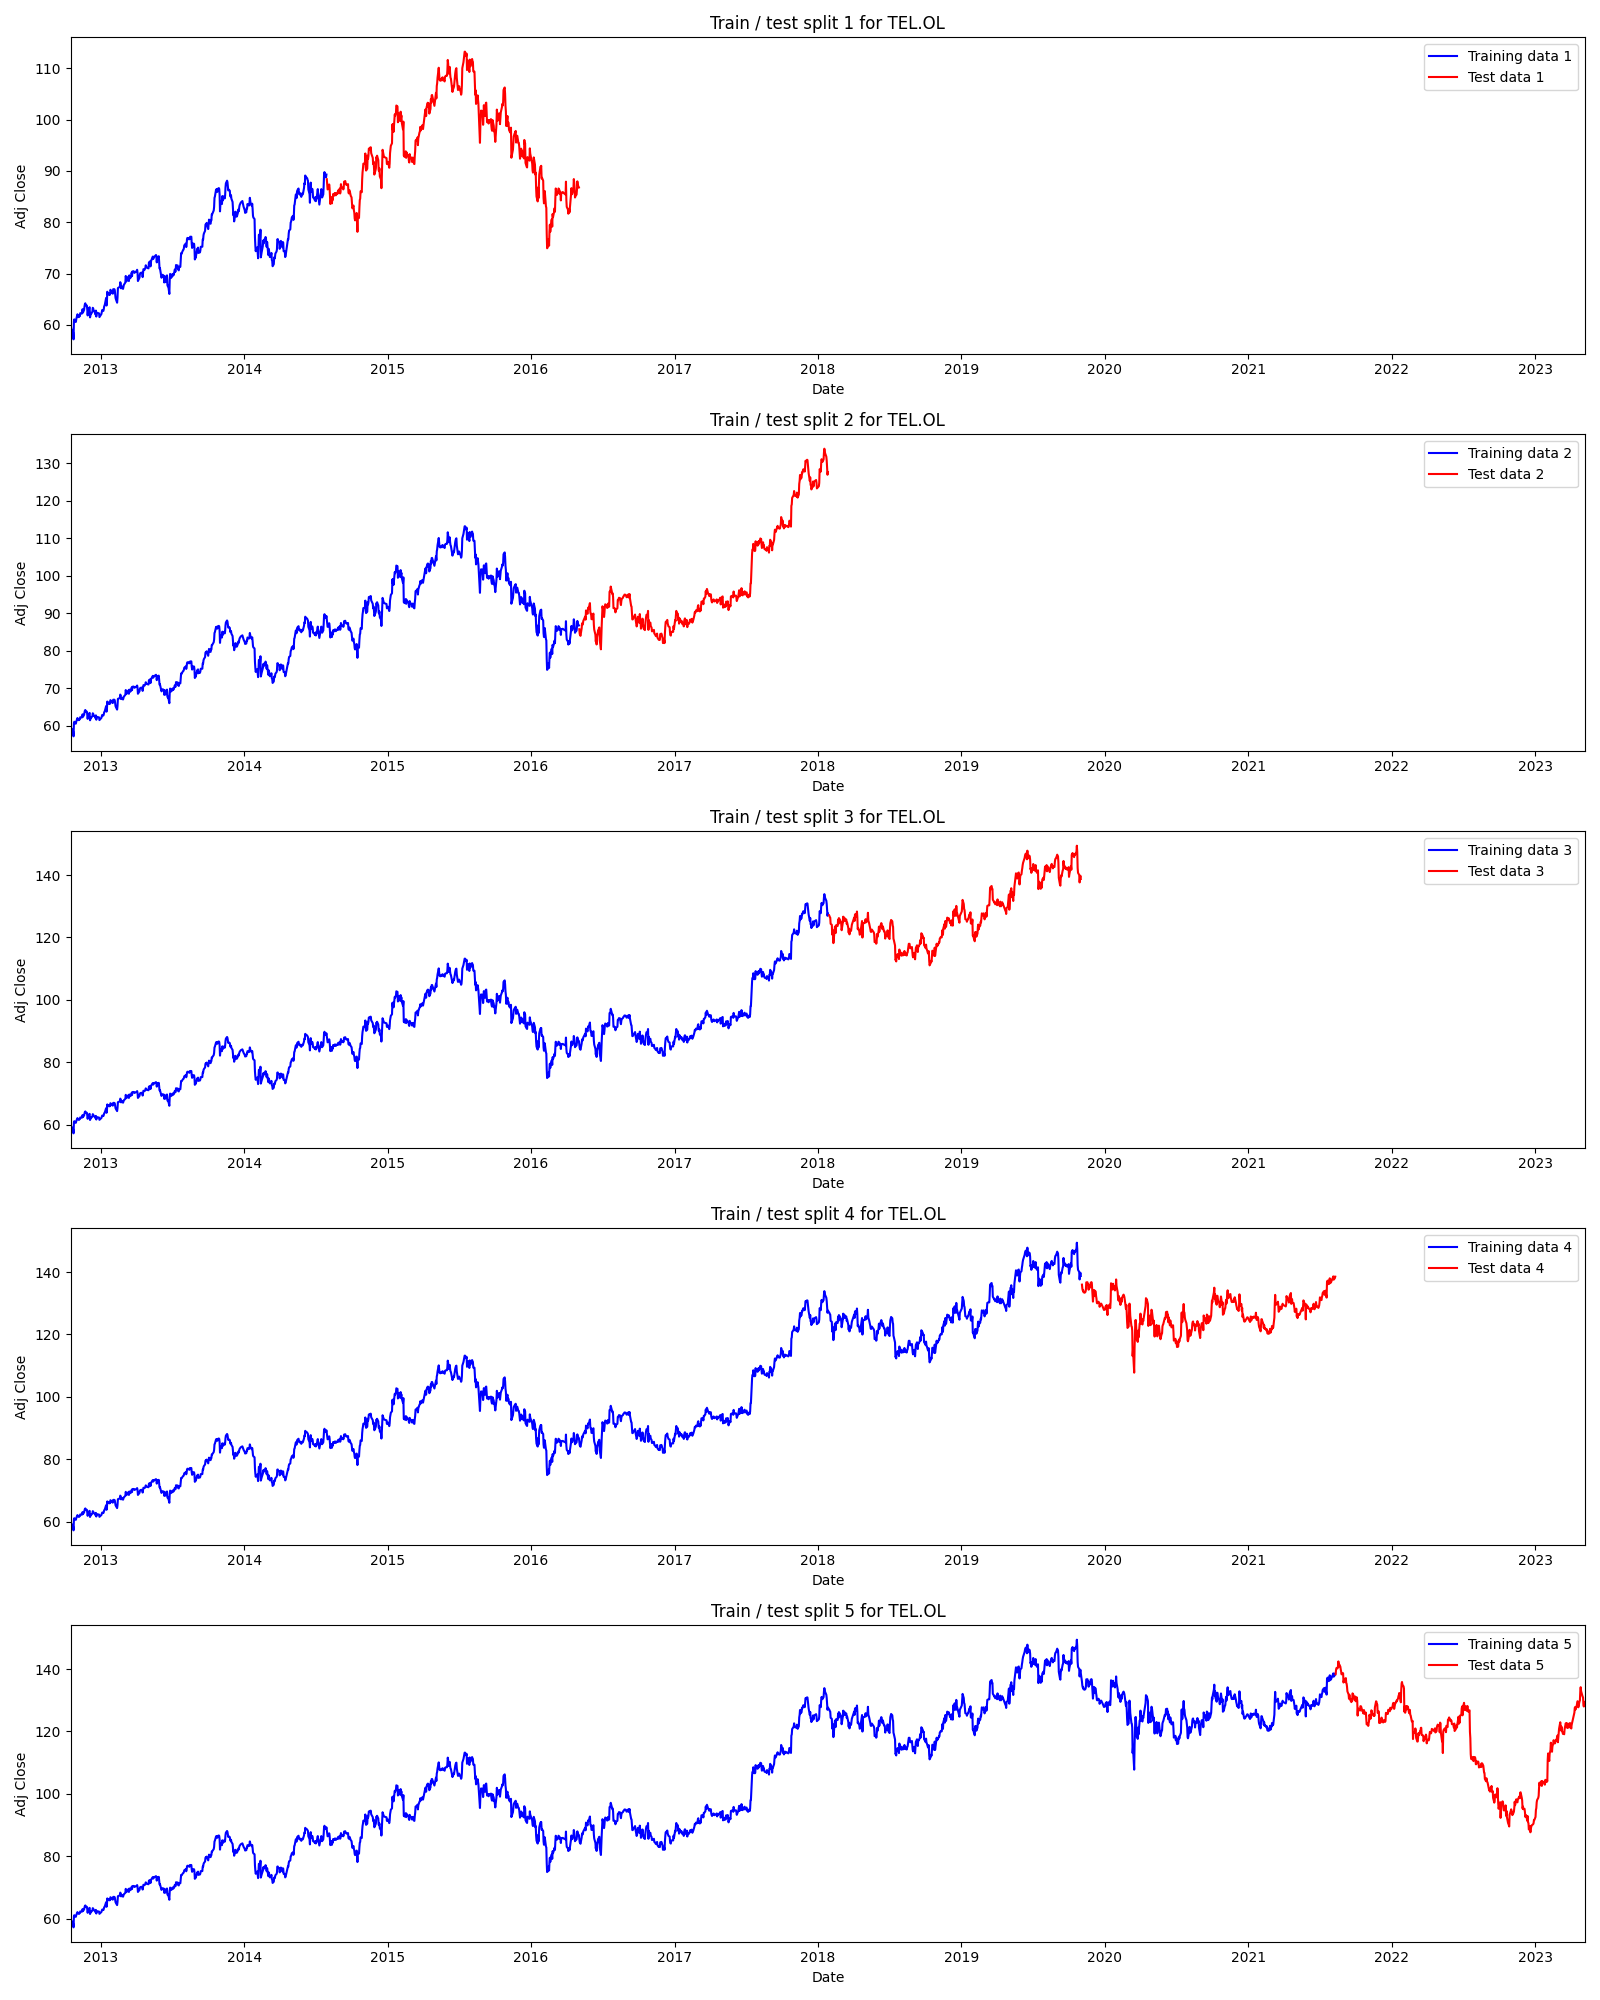 Train / test split 1 for TEL.OL
Training data 1
Test data 1
Adj Close
110
100
90
80
70
60
2013 2014 2015 2016 2017 2018 2019 2020 2021 2022 2023
Date
Train / test split 2 for TEL.OL
Training data 2
Test data 2
Adj Close
130
120
110
100
90
80
70
60
2013 2014 2015 2016 2017 2018 2019 2020 2021 2022 2023
Date
Train / test split 3 for TEL.OL
Training data 3
Test data 3
Adj Close
140
120
100
80
60
2013 2014 2015 2016 2017 2018 2019 2020 2021 2022 2023
Date
Train / test split 4 for TEL.OL
Training data 4
Test data 4
Adj Close
140
120
100
80
60
2013 2014 2015 2016 2017 2018 2019 2020 2021 2022 2023
Date
Train / test split 5 for TEL.OL
Training data 5
Test data 5
Adj Close
140
120
100
80
60
2013 2014 2015 2016 2017 2018 2019 2020 2021 2022 2023
Date